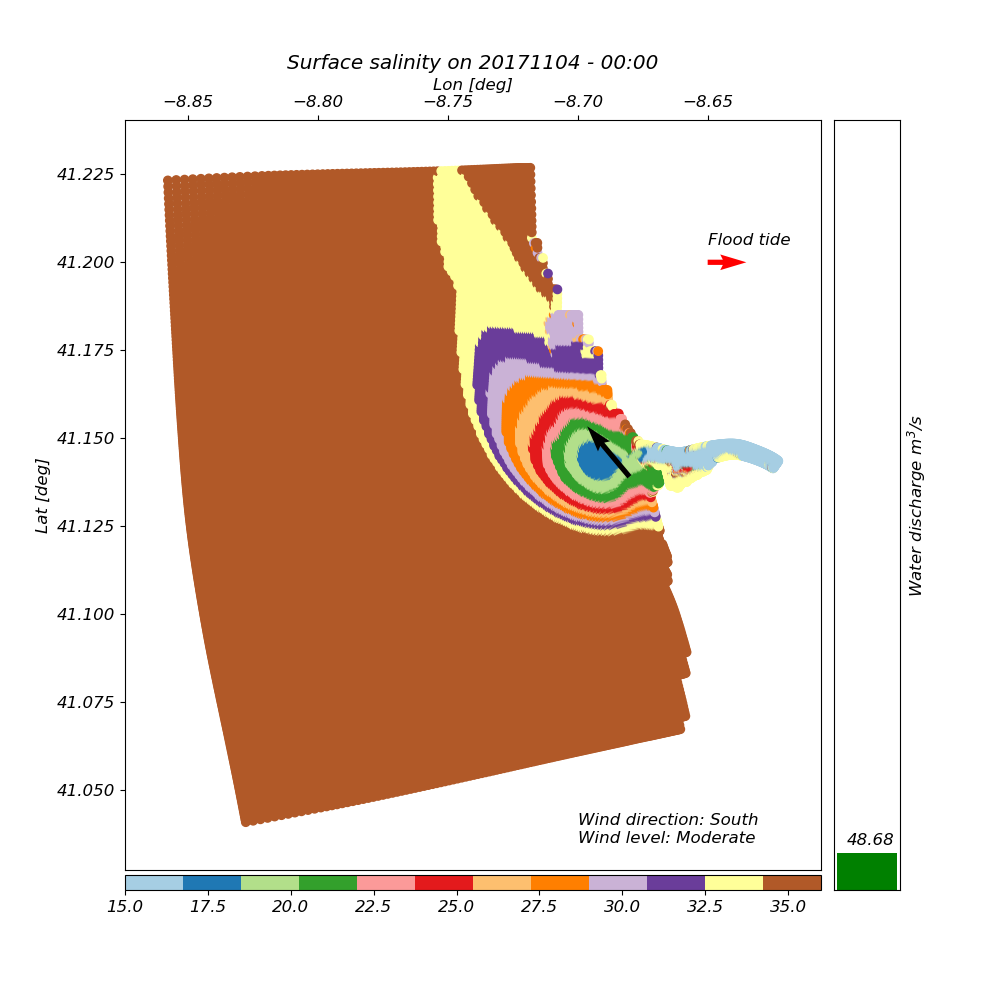 Surface salinity on 20171104 - 00:00
Lon [deg]
−8.85 −8.80 −8.75 −8.70 −8.65
41.225
41.200
41.175
41.150
41.125
41.100
41.075
41.050
Lat [deg]
Flood tide
Wind direction: South
Wind level: Moderate
15.0 17.5 20.0 22.5 25.0 27.5 30.0 32.5 35.0
48.68
Water discharge m³/s